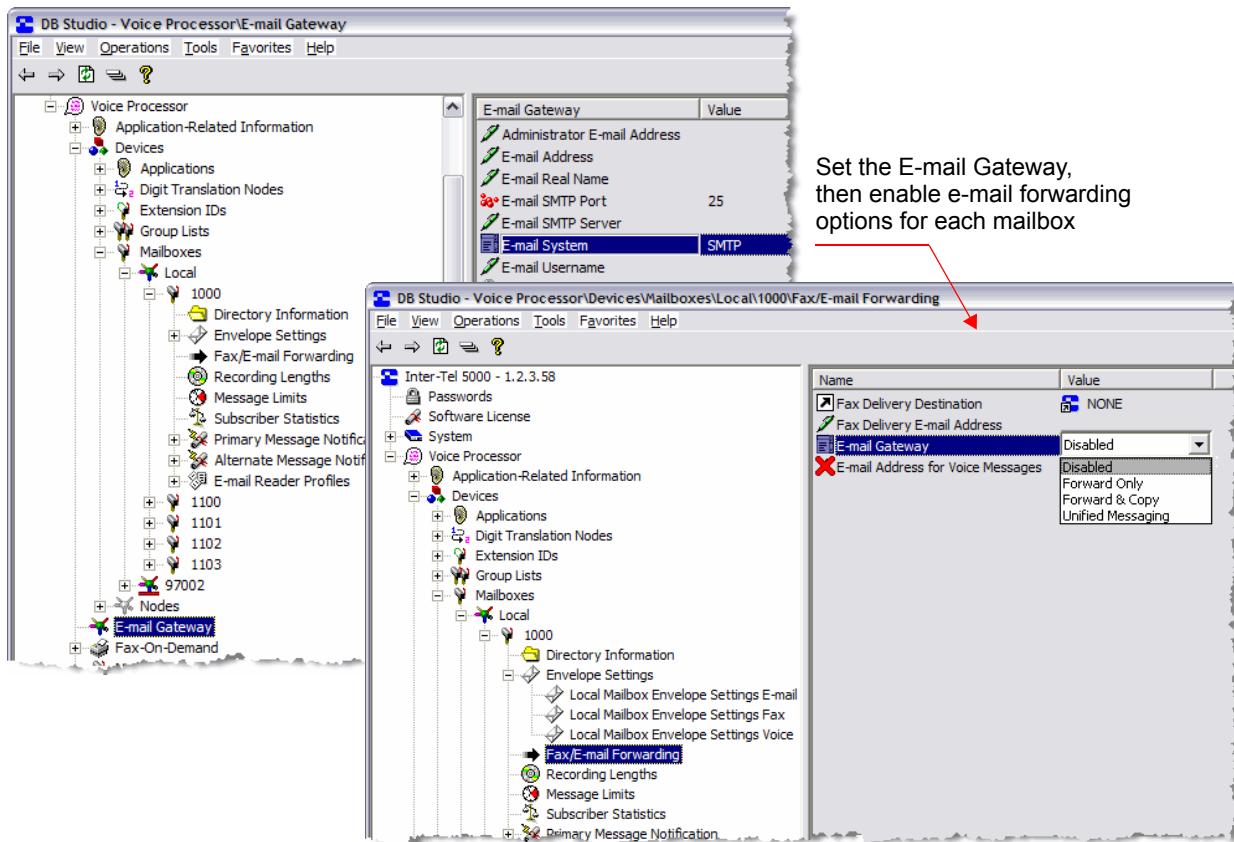 DB Studio - Voice Processor\E-mail Gateway
File View Operations Tools Favorites Help
Voice Processor
Application-Related Information
Devices
Applications
Digit Translation Nodes
Extension IDs
Group Lists
Mailboxes
Local
1000
Directory Information
Envelope Settings
Fax/E-mail Forwarding
Recording Lengths
Message Limits
Subscriber Statistics
Primary Message Notifica
Alternate Message Notif
E-mail Reader Profiles
1100
1101
1102
1103
97002
Nodes
E-mail Gateway
Fax-On-Demand
E-mail Gateway Value
Administrator E-mail Address
E-mail Address
E-mail Real Name
E-mail SMTP Port 25
E-mail SMTP Server
E-mail System SMTP
E-mail Username
Set the E-mail Gateway,
then enable e-mail forwarding
options for each mailbox
DB Studio - Voice Processor\Devices\Mailboxes\Local\1000\Fax/E-mail Forwarding
File View Operations Tools Favorites Help
Inter-Tel 5000 - 1.2.3.58
Passwords
Software License
System
Voice Processor
Application-Related Information
Devices
Applications
Digit Translation Nodes
Extension IDs
Group Lists
Mailboxes
Local
1000
Directory Information
Envelope Settings
Local Mailbox Envelope Settings E-mail
Local Mailbox Envelope Settings Fax
Local Mailbox Envelope Settings Voice
Fax/E-mail Forwarding
Recording Lengths
Message Limits
Subscriber Statistics
Primary Message Notification
Name Value
Fax Delivery Destination NONE
Fax Delivery E-mail Address
E-mail Gateway Disabled
E-mail Address for Voice Messages
Disabled
Forward Only
Forward & Copy
Unified Messaging